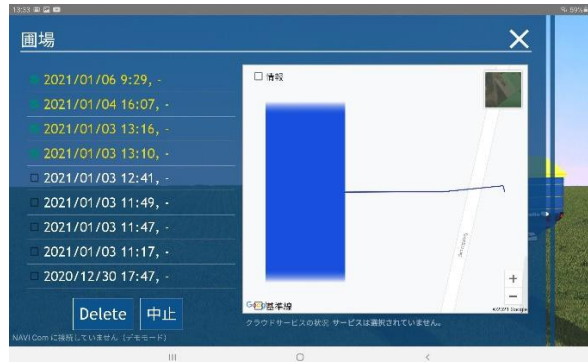 13:33
59%
圃場
2021/01/06 9:29, -
2021/01/04 16:07, -
2021/01/03 13:16, -
2021/01/03 13:10, -
2021/01/03 12:41, -
2021/01/03 11:49, -
2021/01/03 11:47, -
2021/01/03 11:17, -
2020/12/30 17:47, -
Delete 中止
情報
+
−
基準線
クラウドサービスの状況 サービスは選択されていません。
NAVI Com に接続していません (デモモード)